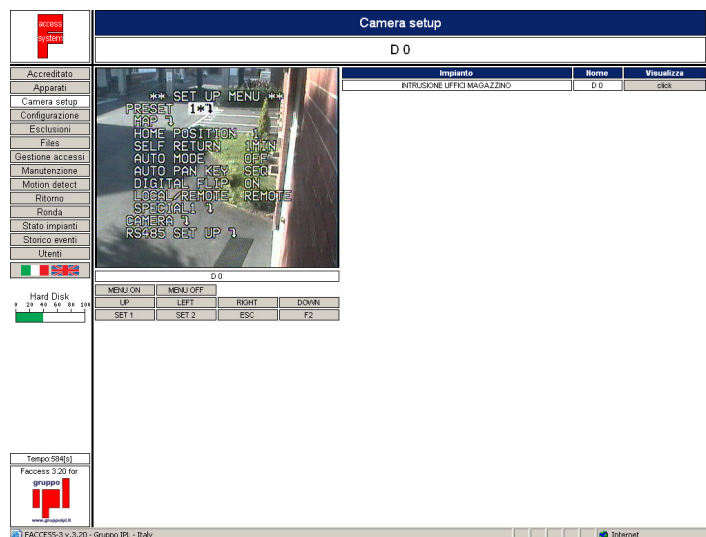 access
system
Camera setup
D 0
Accreditato
Apparati
Camera setup
Configurazione
Esclusioni
Files
Gestione accessi
Manutenzione
Motion detect
Ritorno
Ronda
Stato impianti
Storico eventi
Utenti
Hard Disk
0 20 40 60 80 100
Tempo:584[s]
Faccess 3.20 for
gruppo
ipl
www.gruppoipl.it
** SET UP MENU **
PRESET 1*↴
MAP ↴
HOME POSITION 1
SELF RETURN 1MIN
AUTO MODE OFF
AUTO PAN KEY SEQ
DIGITAL FLIP ON
LOCAL/REMOTE REMOTE
SPECIAL1 ↴
CAMERA ↴
RS485 SET UP ↴
D 0
MENU ON MENU OFF
UP LEFT RIGHT DOWN
SET 1 SET 2 ESC F2
Impianto Nome Visualizza
INTRUSIONE UFFICI MAGAZZINO D 0 click
FACCESS-3 v.3.20 - Gruppo IPL - Italy
Internet